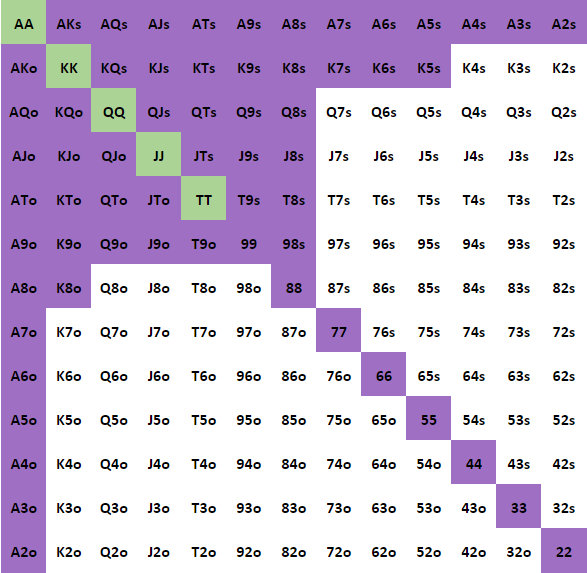 AA AKs AQs AJs ATs A9s A8s A7s A6s A5s A4s A3s A2s
AKo KK KQs KJs KTs K9s K8s K7s K6s K5s K4s K3s K2s
AQo KQo QQ QJs QTs Q9s Q8s Q7s Q6s Q5s Q4s Q3s Q2s
AJo KJo QJo JJ JTs J9s J8s J7s J6s J5s J4s J3s J2s
ATo KTo QTo JTo TT T9s T8s T7s T6s T5s T4s T3s T2s
A9o K9o Q9o J9o T9o 99 98s 97s 96s 95s 94s 93s 92s
A8o K8o Q8o J8o T8o 98o 88 87s 86s 85s 84s 83s 82s
A7o K7o Q7o J7o T7o 97o 87o 77 76s 75s 74s 73s 72s
A6o K6o Q6o J6o T6o 96o 86o 76o 66 65s 64s 63s 62s
A5o K5o Q5o J5o T5o 95o 85o 75o 65o 55 54s 53s 52s
A4o K4o Q4o J4o T4o 94o 84o 74o 64o 54o 44 43s 42s
A3o K3o Q3o J3o T3o 93o 83o 73o 63o 53o 43o 33 32s
A2o K2o Q2o J2o T2o 92o 82o 72o 62o 52o 42o 32o 22